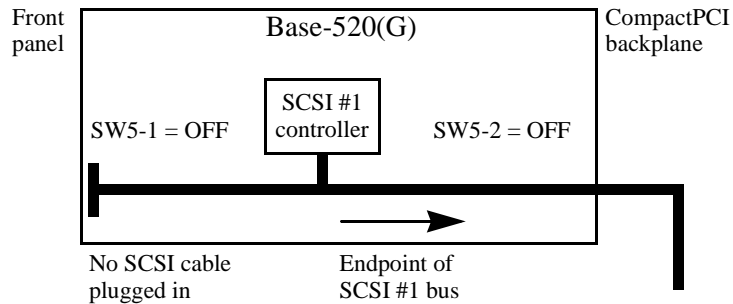 Front
panel
Base-520(G)
CompactPCI
backplane
SCSI #1
controller
SW5-1 = OFF
SW5-2 = OFF
No SCSI cable
plugged in
Endpoint of
SCSI #1 bus